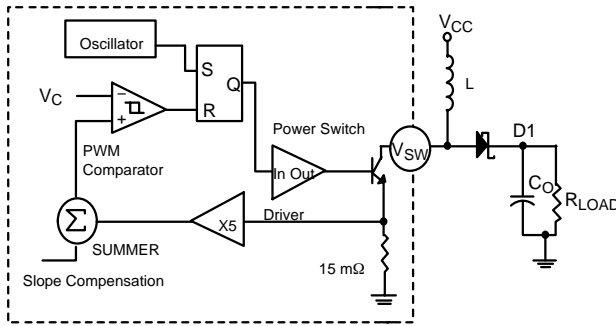 Oscillator
S
Q
R
V_C
−
+
PWM
Comparator
Power Switch
In Out
V_SW
V_CC
L
D1
C_O
R_LOAD
X5
Driver
Σ
SUMMER
15 mΩ
Slope Compensation